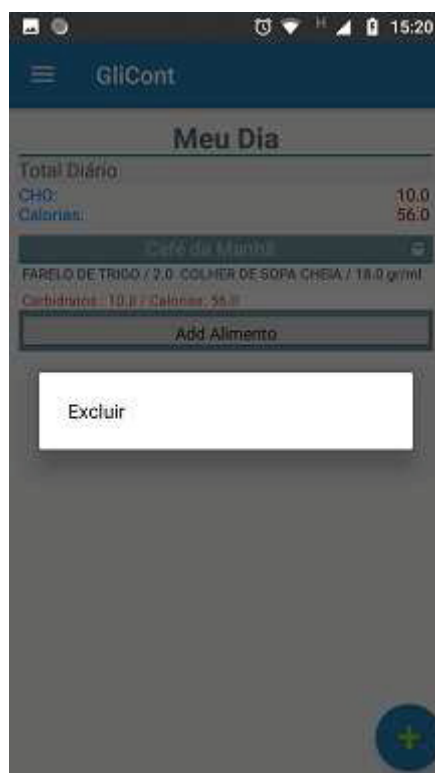 H 15:20
GliCont
Meu Dia
Total Diário
CHO: 10.0
Calorias: 56.0
Café da Manhã
FARELO DE TRIGO / 2.0 COLHER DE SOPA CHEIA / 18.0 gr/ml
Carboidratos: 10.0 / Calorias: 56.0
Add Alimento
Excluir